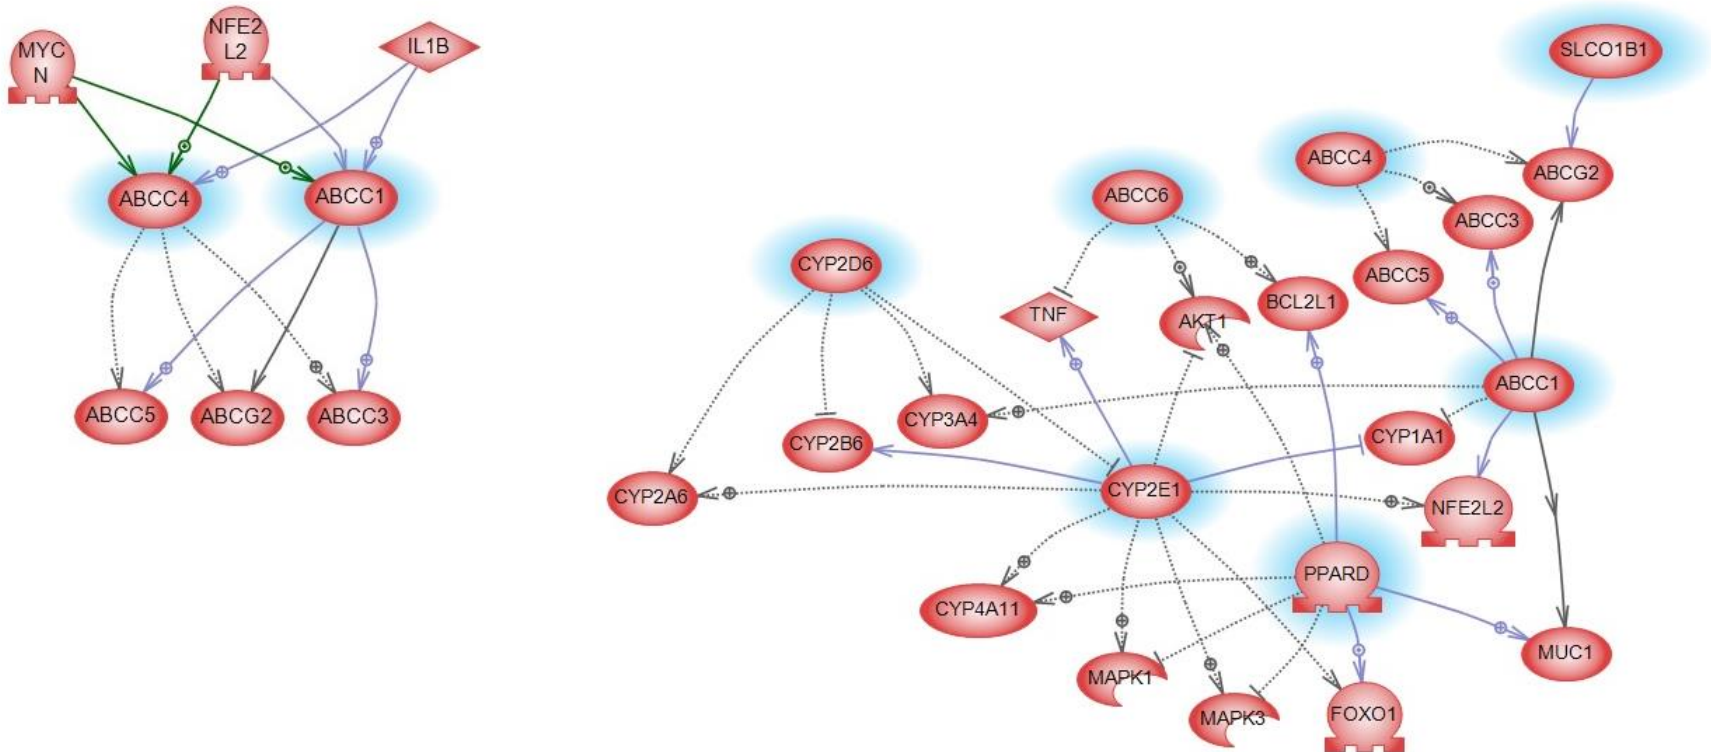 MYC
N
NFE2
L2
IL1B
ABCC4
ABCC1
ABCC5
ABCG2
ABCC3
SLCO1B1
ABCC4
ABCG2
ABCC6
ABCC3
CYP2D6
ABCC5
TNF
AKT1
BCL2L1
ABCC1
CYP3A4
CYP1A1
CYP2B6
CYP2A6
CYP2E1
NFE2L2
PPARD
CYP4A11
MUC1
MAPK1
MAPK3
FOXO1